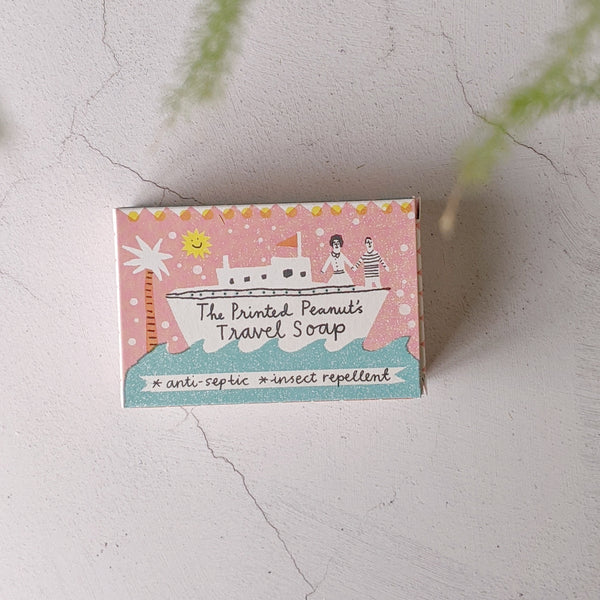 The Printed Peanut's
Travel Soap
* anti-septic * insect repellent